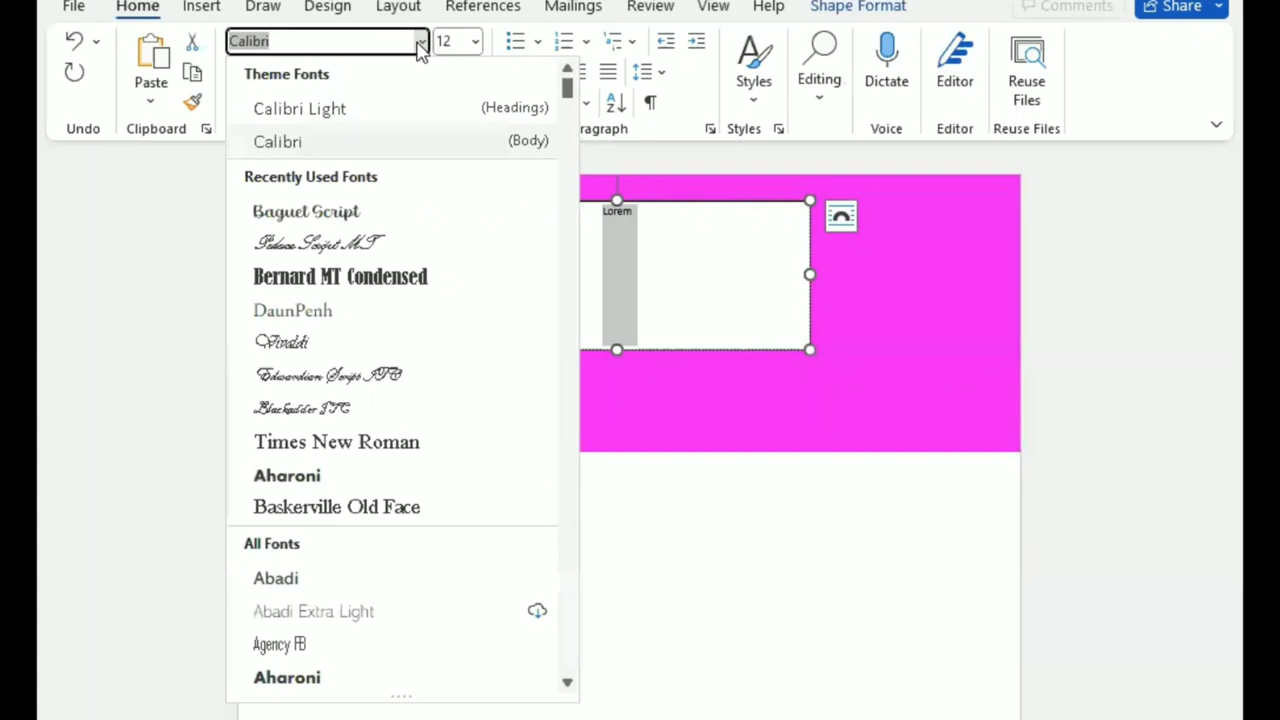 File Home Insert Draw Design Layout References Mailings Review View Help Shape Format Comments Share
Calibri 12
Paste Styles Editing Dictate Editor Reuse Files
Undo Clipboard ragraph Styles Voice Editor Reuse Files
Theme Fonts
Calibri Light (Headings)
Calibri (Body)
Recently Used Fonts
Baguet Script
Palace Script MT
Bernard MT Condensed
DaunPenh
Vivaldi
Edwardian Script ITC
Blackadder ITC
Times New Roman
Aharoni
Baskerville Old Face
All Fonts
Abadi
Abadi Extra Light
Agency FB
Aharoni
Lorem